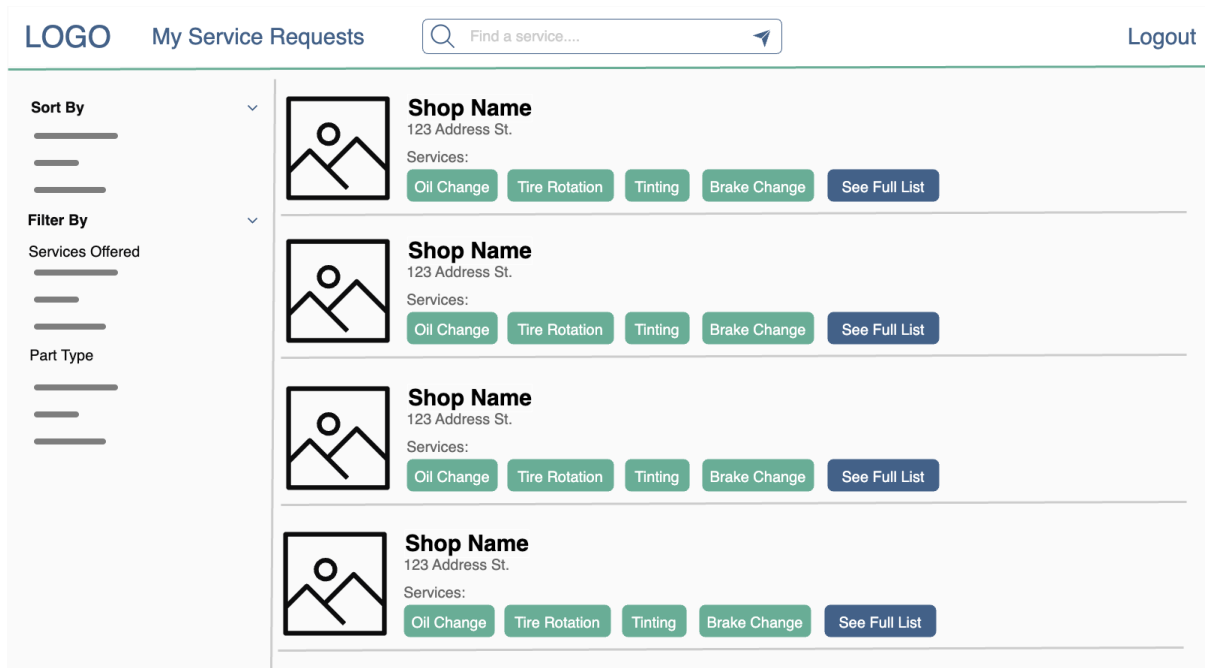 LOGO My Service Requests Find a service.... Logout
Sort By
Filter By
Services Offered
Part Type
Shop Name
123 Address St.
Services:
Oil Change Tire Rotation Tinting Brake Change See Full List
Shop Name
123 Address St.
Services:
Oil Change Tire Rotation Tinting Brake Change See Full List
Shop Name
123 Address St.
Services:
Oil Change Tire Rotation Tinting Brake Change See Full List
Shop Name
123 Address St.
Services:
Oil Change Tire Rotation Tinting Brake Change See Full List